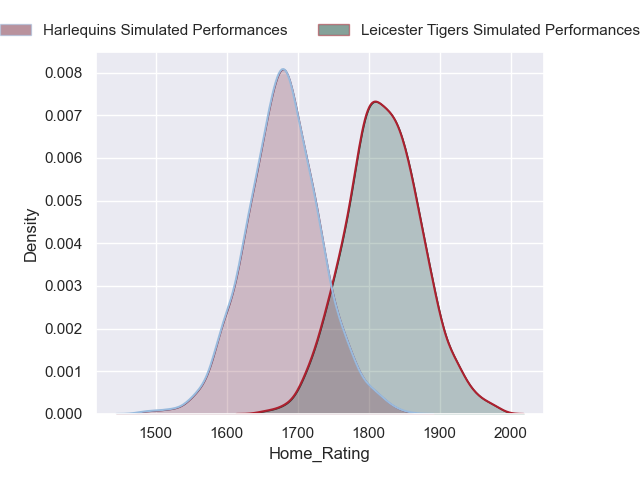 Harlequins Simulated Performances Leicester Tigers Simulated Performances
0.008
0.007
0.006
0.005
0.004
0.003
0.002
0.001
0.000
Density
1500 1600 1700 1800 1900 2000
Home_Rating